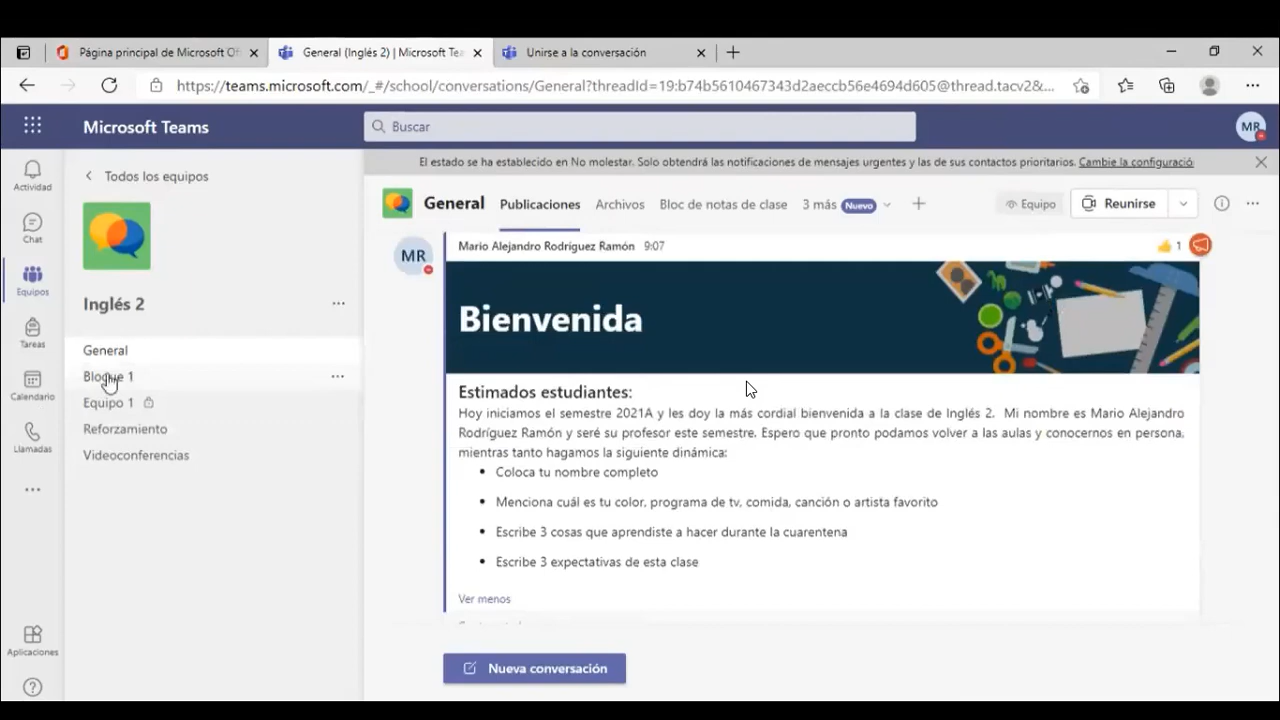 Página principal de Microsoft Of
General (Inglés 2) | Microsoft Tea
Unirse a la conversación
https://teams.microsoft.com/_#/school/conversations/General?threadId=19:b74b5610467343d2aeccb56e4694d605@thread.tacv2&...
Microsoft Teams
Buscar
MR
El estado se ha establecido en No molestar. Solo obtendrá las notificaciones de mensajes urgentes y las de sus contactos prioritarios. Cambie la configuració
Actividad
Chat
Equipos
Tareas
Calendario
Llamadas
Aplicaciones
Todos los equipos
Inglés 2
General
Bloque 1
Equipo 1
Reforzamiento
Videoconferencias
General Publicaciones Archivos Bloc de notas de clase 3 más Nuevo
Equipo
Reunirse
MR
Mario Alejandro Rodríguez Ramón 9:07
1
Bienvenida
Estimados estudiantes:
Hoy iniciamos el semestre 2021A y les doy la más cordial bienvenida a la clase de Inglés 2. Mi nombre es Mario Alejandro
Rodríguez Ramón y seré su profesor este semestre. Espero que pronto podamos volver a las aulas y conocernos en persona,
mientras tanto hagamos la siguiente dinámica:
• Coloca tu nombre completo
• Menciona cuál es tu color, programa de tv, comida, canción o artista favorito
• Escribe 3 cosas que aprendiste a hacer durante la cuarentena
• Escribe 3 expectativas de esta clase
Ver menos
Nueva conversación